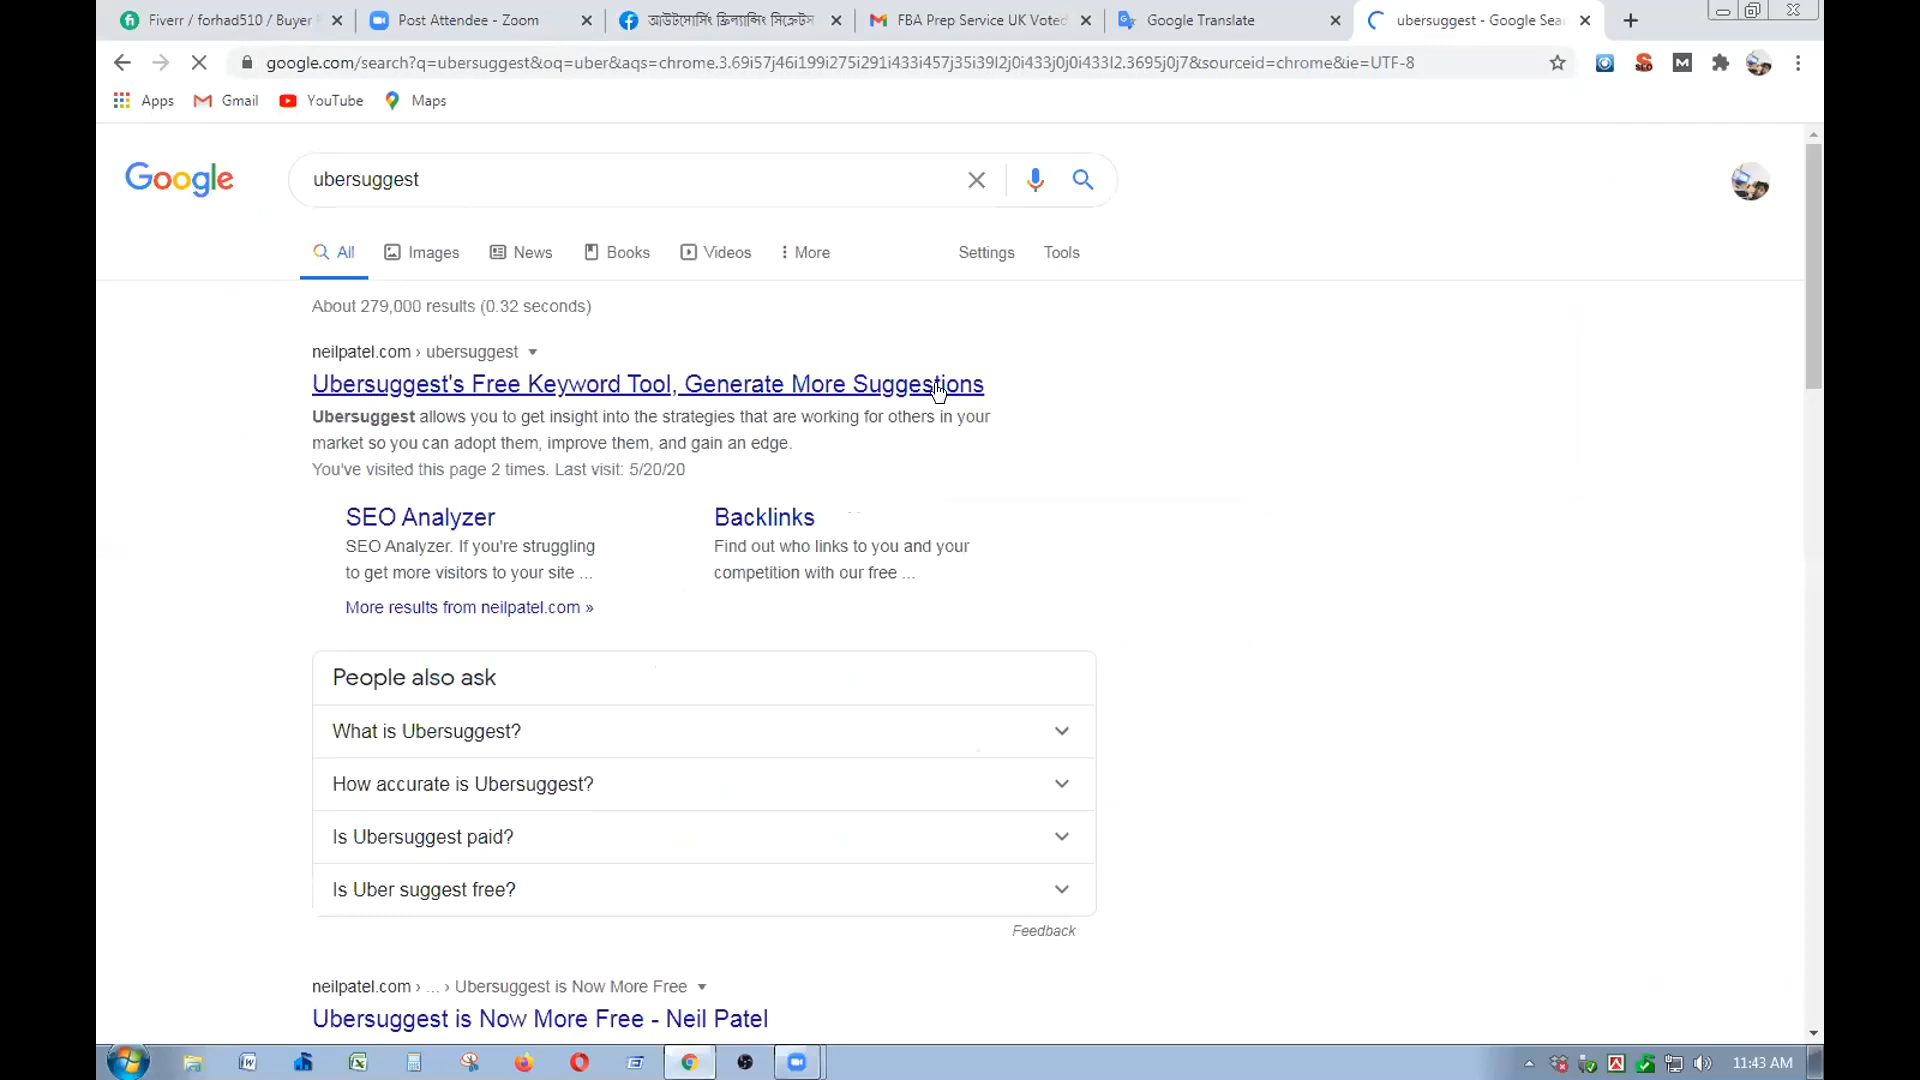 Fiverr / forhad510 / Buyer
Post Attendee - Zoom
আউটসোর্সিং ফ্রিল্যান্সিং সিক্রেটস
FBA Prep Service UK Voted
Google Translate
ubersuggest - Google Sea
google.com/search?q=ubersuggest&oq=uber&aqs=chrome.3.69i57j46i199i275i291i433i457j35i39l2j0i433j0j0i433l2.3695j0j7&sourceid=chrome&ie=UTF-8
Apps
Gmail
YouTube
Maps
Google
ubersuggest
All
Images
News
Books
Videos
More
Settings
Tools
About 279,000 results (0.32 seconds)
neilpatel.com › ubersuggest
Ubersuggest's Free Keyword Tool, Generate More Suggestions
Ubersuggest allows you to get insight into the strategies that are working for others in your
market so you can adopt them, improve them, and gain an edge.
You've visited this page 2 times. Last visit: 5/20/20
SEO Analyzer
SEO Analyzer. If you're struggling
to get more visitors to your site ...
Backlinks
Find out who links to you and your
competition with our free ...
More results from neilpatel.com »
People also ask
What is Ubersuggest?
How accurate is Ubersuggest?
Is Ubersuggest paid?
Is Uber suggest free?
Feedback
neilpatel.com › ... › Ubersuggest is Now More Free
Ubersuggest is Now More Free - Neil Patel
11:43 AM